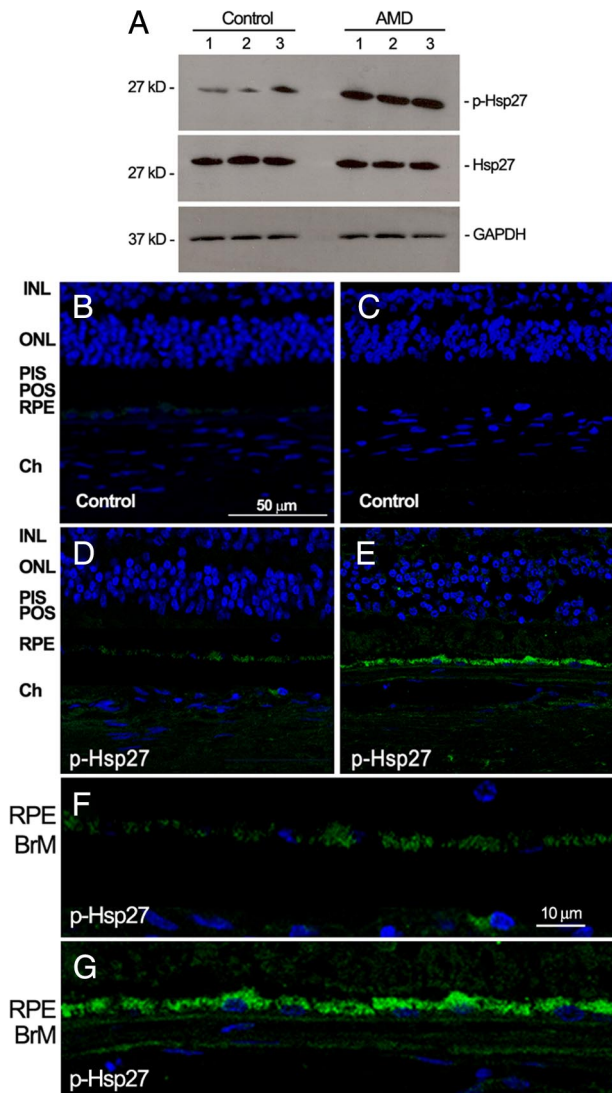 A
Control AMD
1 2 3 1 2 3
27 kD - - p-Hsp27
27 kD - - Hsp27
37 kD - - GAPDH
B C
INL
ONL
PIS
POS
RPE
Ch
Control 50 µm Control
D E
INL
ONL
PIS
POS
RPE
Ch
p-Hsp27 p-Hsp27
F
RPE
BrM
p-Hsp27 10 µm
G
RPE
BrM
p-Hsp27